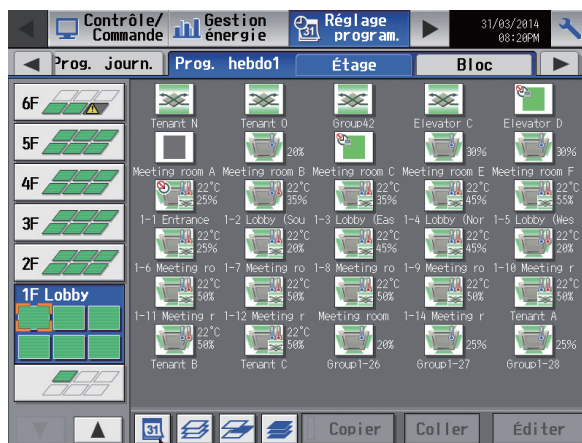 Contrôle/ Commande
Gestion énergie
31
Réglage program.
31/03/2014
08:20PM
Prog. journ.
Prog. hebdo1
Étage
Bloc
6F
5F
4F
3F
2F
1F Lobby
Tenant N Tenant O Group42 Elevator C Elevator D
20% 30% 30%
Meeting room A Meeting room B Meeting room C Meeting room E Meeting room F
22°C 22°C 22°C 22°C 22°C
25% 35% 35% 45% 55%
1-1 Entrance 1-2 Lobby (Sou 1-3 Lobby (Eas 1-4 Lobby (Nor 1-5 Lobby (Wes
22°C 22°C 22°C 22°C 22°C
25% 20% 45% 45% 20%
1-6 Meeting ro 1-7 Meeting ro 1-8 Meeting ro 1-9 Meeting ro 1-10 Meeting r
22°C 22°C 22°C 22°C 22°C
50% 50% 50% 50% 50%
1-11 Meeting r 1-12 Meeting r Meeting room 1-14 Meeting r Tenant A
22°C 22°C
50% 50% 20% 25% 25%
Tenant B Tenant C Group1-26 Group1-27 Group1-28
31
Copier
Coller
Éditer